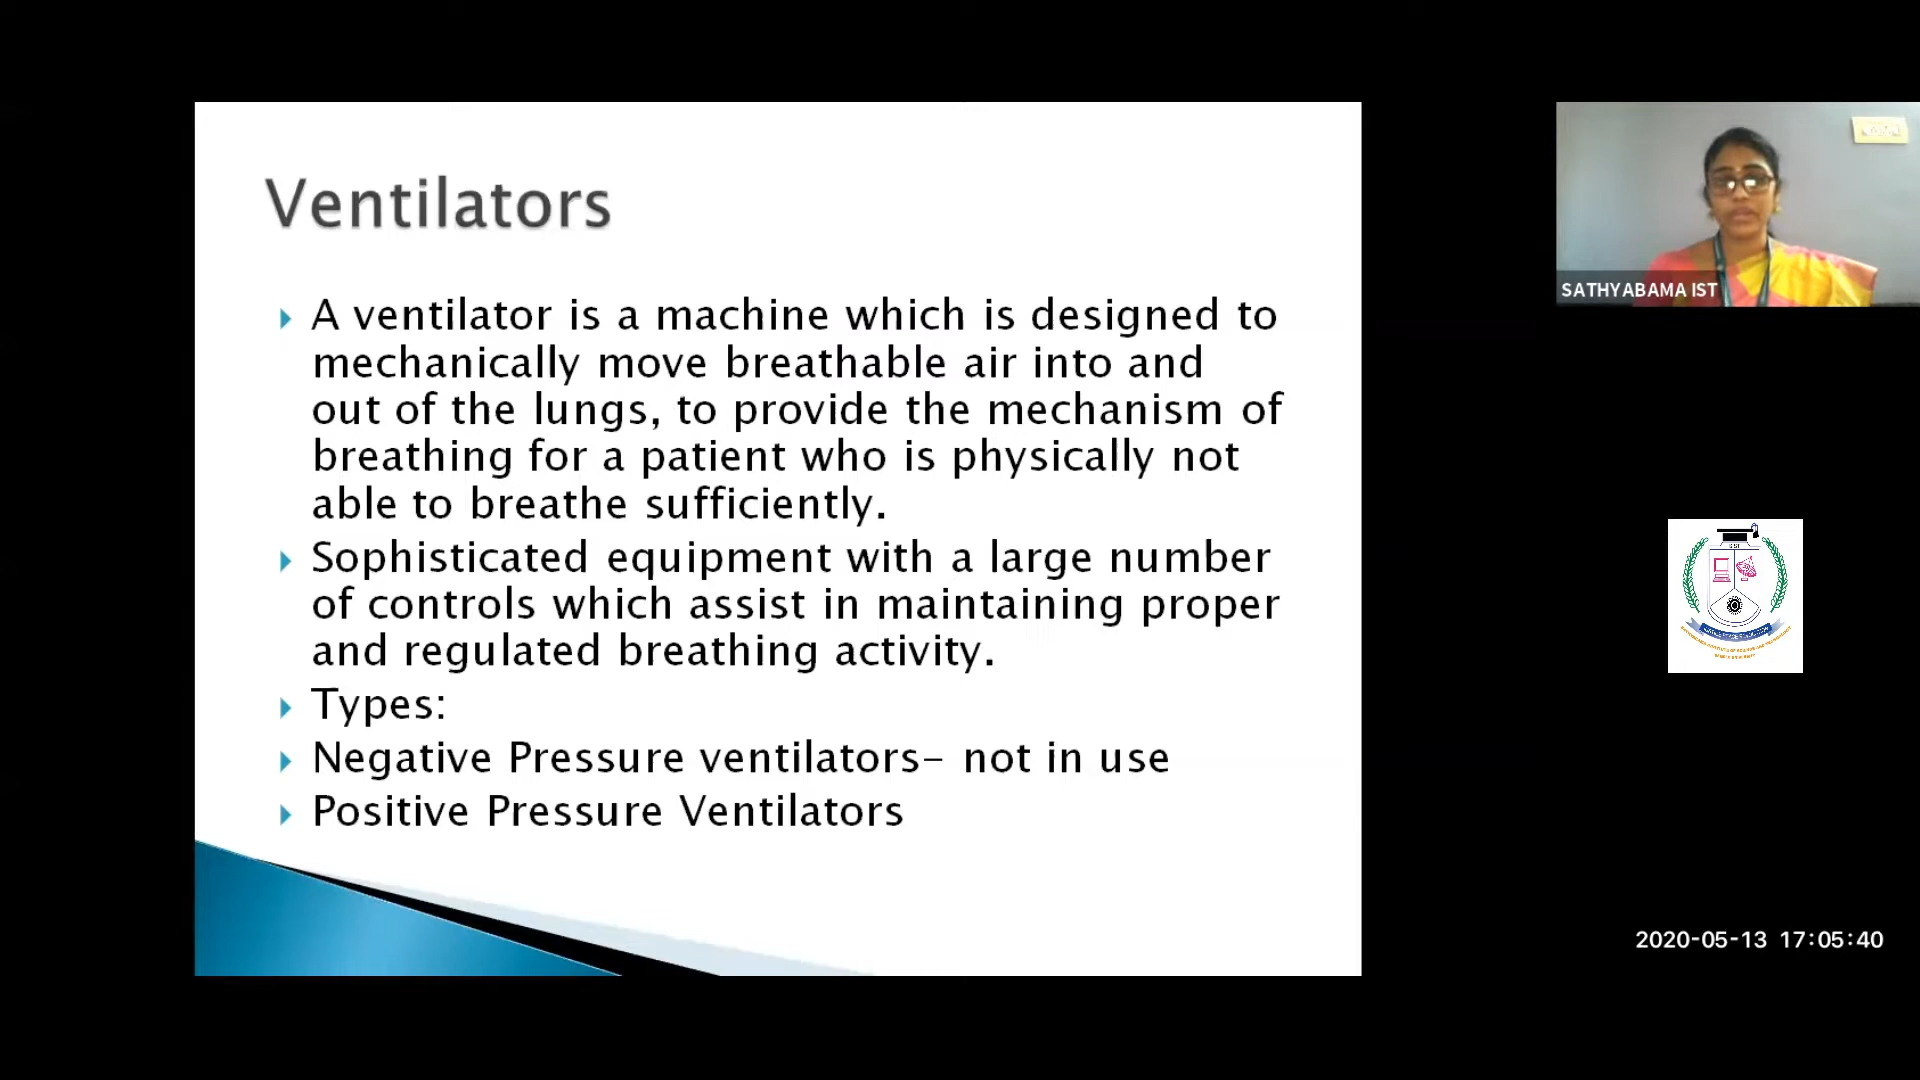 Ventilators
A ventilator is a machine which is designed to
mechanically move breathable air into and
out of the lungs, to provide the mechanism of
breathing for a patient who is physically not
able to breathe sufficiently.
Sophisticated equipment with a large number
of controls which assist in maintaining proper
and regulated breathing activity.
Types:
Negative Pressure ventilators- not in use
Positive Pressure Ventilators
SATHYABAMA IST
2020-05-13 17:05:40